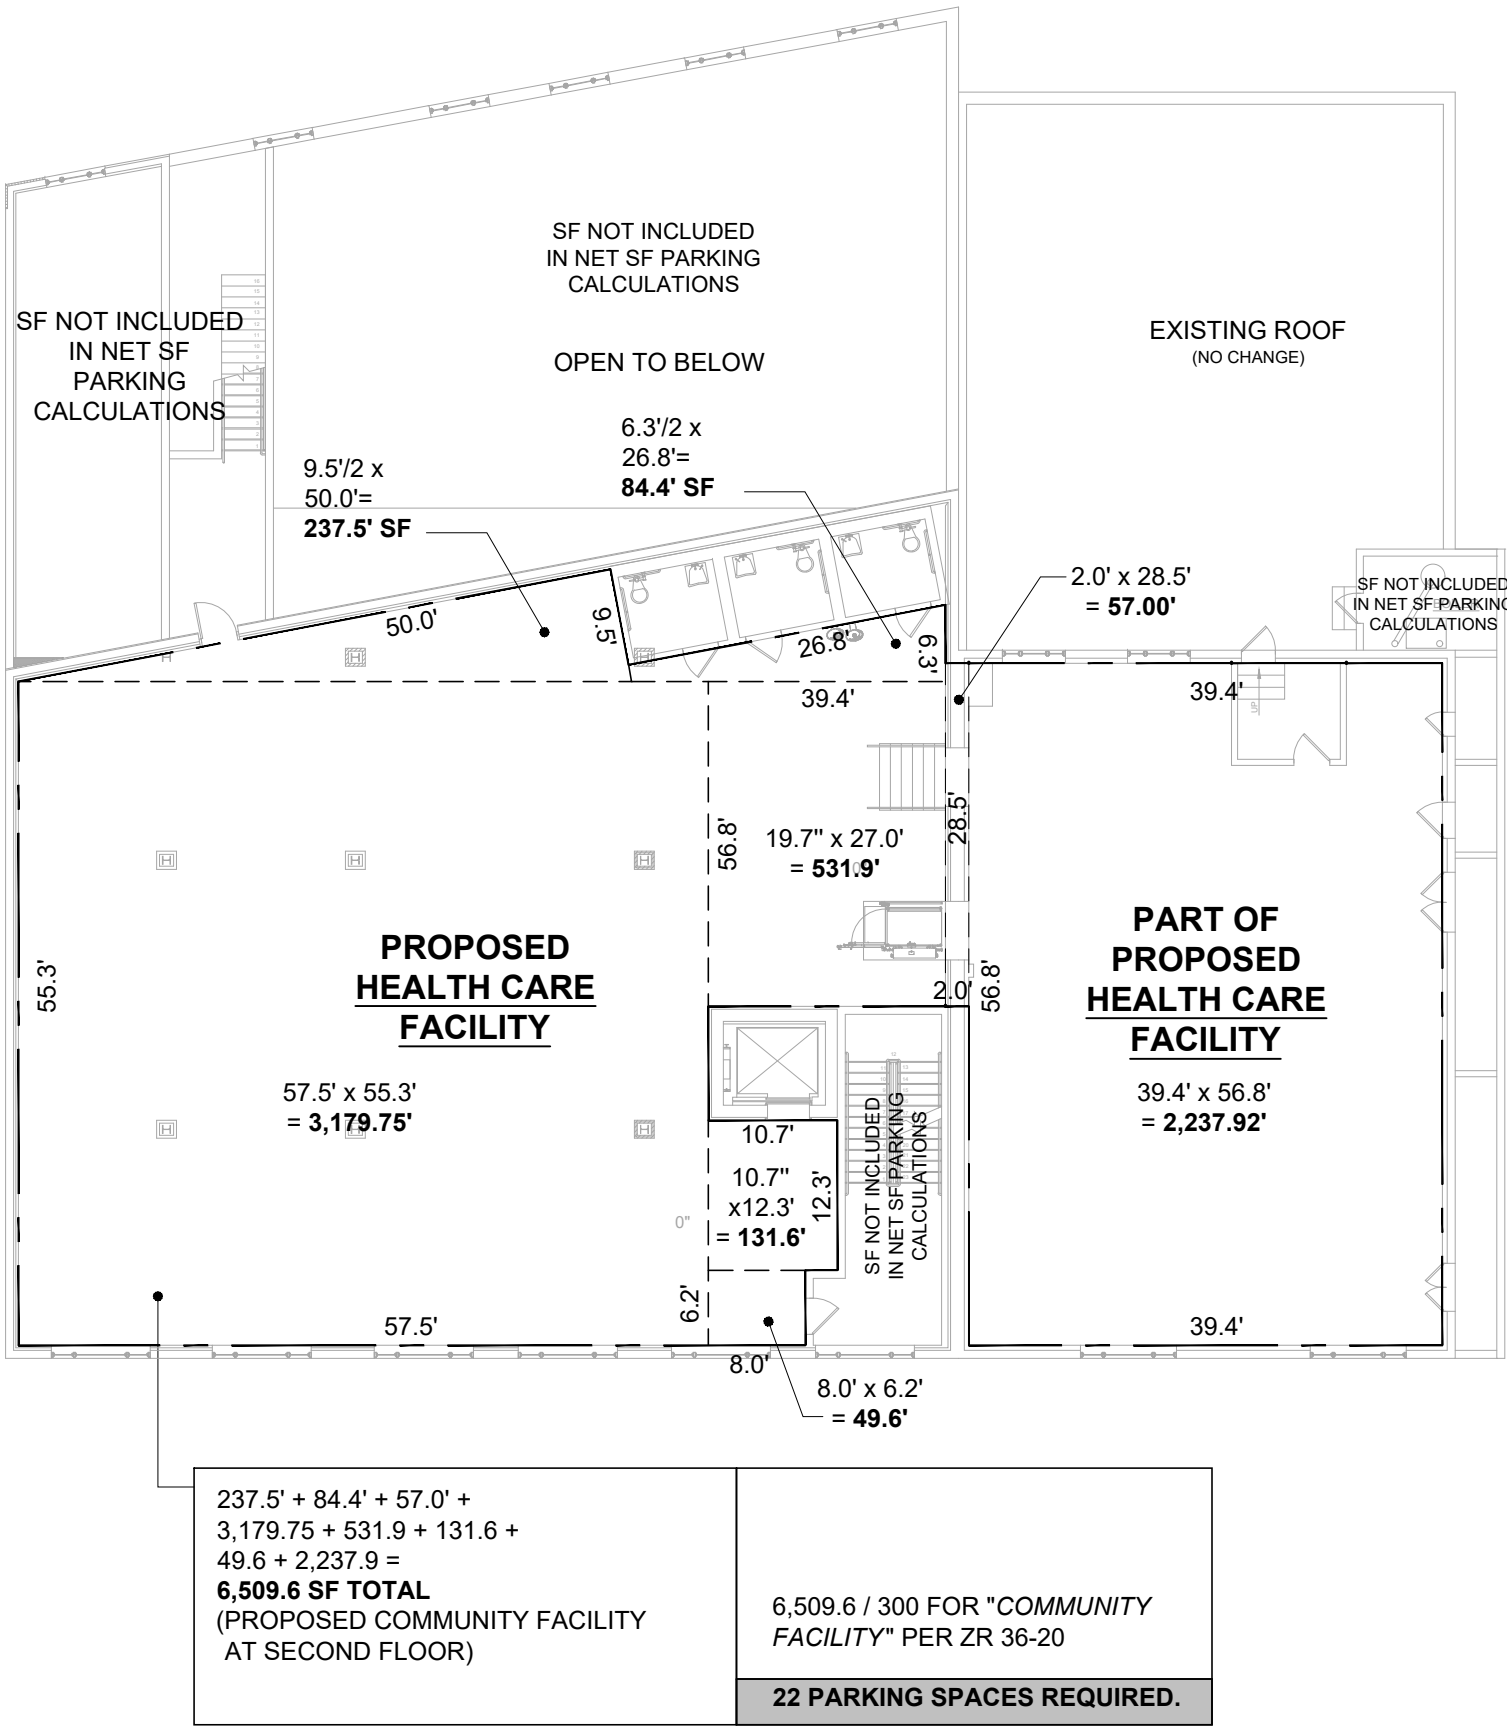 SF NOT INCLUDED
IN NET SF PARKING
CALCULATIONS
OPEN TO BELOW
SF NOT INCLUDED
IN NET SF
PARKING
CALCULATIONS
EXISTING ROOF
(NO CHANGE)
6.3'/2 x
26.8'=
84.4' SF
9.5'/2 x
50.0'=
237.5' SF
2.0' x 28.5'
= 57.00'
SF NOT INCLUDED
IN NET SF PARKING
CALCULATIONS
50.0'
9.5'
26.8'
6.3'
39.4'
39.4'
UP
56.8'
19.7" x 27.0'
= 531.9'
28.5'
PROPOSED
HEALTH CARE
FACILITY
57.5' x 55.3'
= 3,179.75'
55.3'
2.0'
56.8'
PART OF
PROPOSED
HEALTH CARE
FACILITY
39.4' x 56.8'
= 2,237.92'
10.7'
10.7"
x12.3'
= 131.6'
12.3'
SF NOT INCLUDED
IN NET SF PARKING
CALCULATIONS
0"
6.2'
57.5'
8.0'
39.4'
8.0' x 6.2'
= 49.6'
237.5' + 84.4' + 57.0' +
3,179.75 + 531.9 + 131.6 +
49.6 + 2,237.9 =
6,509.6 SF TOTAL
(PROPOSED COMMUNITY FACILITY
AT SECOND FLOOR)
6,509.6 / 300 FOR "COMMUNITY
FACILITY" PER ZR 36-20
22 PARKING SPACES REQUIRED.